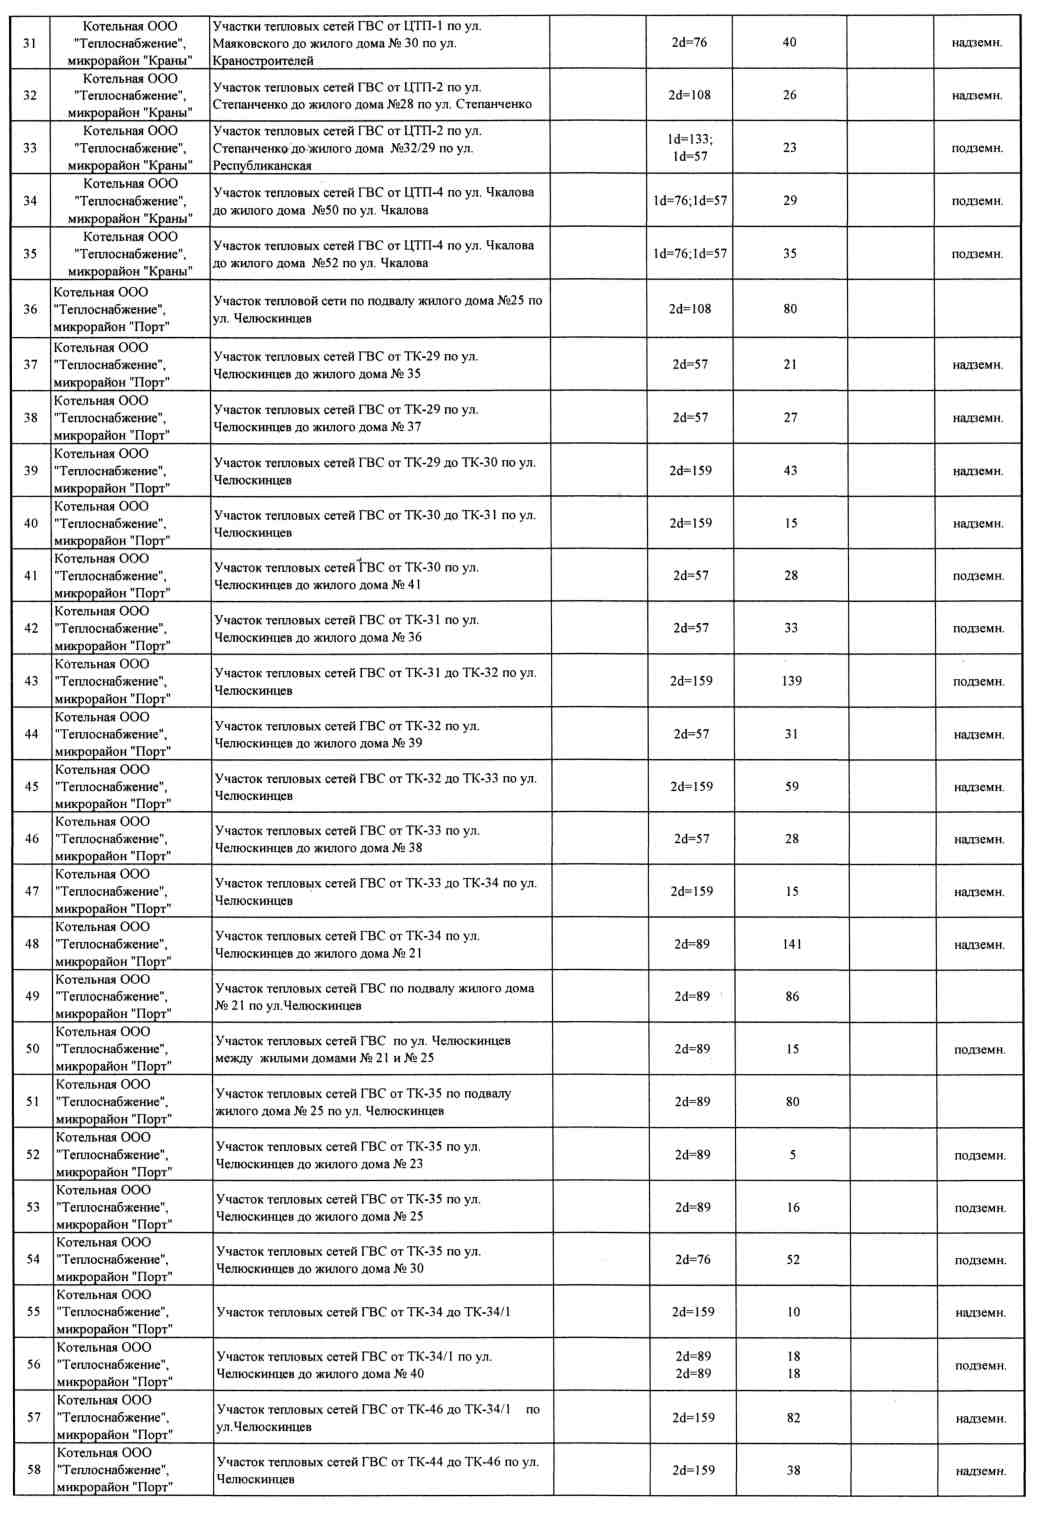 31
Котельная ООО
"Теплоснабжение",
микрорайон "Краны"
Участки тепловых сетей ГВС от ЦТП-1 по ул.
Маяковского до жилого дома № 30 по ул.
Краностроителей
2d=76
40
надземн.
32
Котельная ООО
"Теплоснабжение",
микрорайон "Краны"
Участок тепловых сетей ГВС от ЦТП-2 по ул.
Степанченко до жилого дома №28 по ул. Степанченко
2d=108
26
надземн.
33
Котельная ООО
"Теплоснабжение",
микрорайон "Краны"
Участок тепловых сетей ГВС от ЦТП-2 по ул.
Степанченко до жилого дома №32/29 по ул.
Республиканская
1d=133;
1d=57
23
подземн.
34
Котельная ООО
"Теплоснабжение",
микрорайон "Краны"
Участок тепловых сетей ГВС от ЦТП-4 по ул. Чкалова
до жилого дома №50 по ул. Чкалова
1d=76;1d=57
29
подземн.
35
Котельная ООО
"Теплоснабжение",
микрорайон "Краны"
Участок тепловых сетей ГВС от ЦТП-4 по ул. Чкалова
до жилого дома №52 по ул. Чкалова
1d=76;1d=57
35
подземн.
36
Котельная ООО
"Теплоснабжение",
микрорайон "Порт"
Участок тепловой сети по подвалу жилого дома №25 по
ул. Челюскинцев
2d=108
80
37
Котельная ООО
"Теплоснабжение",
микрорайон "Порт"
Участок тепловых сетей ГВС от ТК-29 по ул.
Челюскинцев до жилого дома № 35
2d=57
21
надземн.
38
Котельная ООО
"Теплоснабжение",
микрорайон "Порт"
Участок тепловых сетей ГВС от ТК-29 по ул.
Челюскинцев до жилого дома № 37
2d=57
27
надземн.
39
Котельная ООО
"Теплоснабжение",
микрорайон "Порт"
Участок тепловых сетей ГВС от ТК-29 до ТК-30 по ул.
Челюскинцев
2d=159
43
надземн.
40
Котельная ООО
"Теплоснабжение",
микрорайон "Порт"
Участок тепловых сетей ГВС от ТК-30 до ТК-31 по ул.
Челюскинцев
2d=159
15
надземн.
41
Котельная ООО
"Теплоснабжение",
микрорайон "Порт"
Участок тепловых сетей ГВС от ТК-30 по ул.
Челюскинцев до жилого дома № 41
2d=57
28
подземн.
42
Котельная ООО
"Теплоснабжение",
микрорайон "Порт"
Участок тепловых сетей ГВС от ТК-31 по ул.
Челюскинцев до жилого дома № 36
2d=57
33
подземн.
43
Котельная ООО
"Теплоснабжение",
микрорайон "Порт"
Участок тепловых сетей ГВС от ТК-31 до ТК-32 по ул.
Челюскинцев
2d=159
139
подземн.
44
Котельная ООО
"Теплоснабжение",
микрорайон "Порт"
Участок тепловых сетей ГВС от ТК-32 по ул.
Челюскинцев до жилого дома № 39
2d=57
31
надземн.
45
Котельная ООО
"Теплоснабжение",
микрорайон "Порт"
Участок тепловых сетей ГВС от ТК-32 до ТК-33 по ул.
Челюскинцев
2d=159
59
надземн.
46
Котельная ООО
"Теплоснабжение",
микрорайон "Порт"
Участок тепловых сетей ГВС от ТК-33 по ул.
Челюскинцев до жилого дома № 38
2d=57
28
надземн.
47
Котельная ООО
"Теплоснабжение",
микрорайон "Порт"
Участок тепловых сетей ГВС от ТК-33 до ТК-34 по ул.
Челюскинцев
2d=159
15
надземн.
48
Котельная ООО
"Теплоснабжение",
микрорайон "Порт"
Участок тепловых сетей ГВС от ТК-34 по ул.
Челюскинцев до жилого дома № 21
2d=89
141
надземн.
49
Котельная ООО
"Теплоснабжение",
микрорайон "Порт"
Участок тепловых сетей ГВС по подвалу жилого дома
№ 21 по ул.Челюскинцев
2d=89
86
50
Котельная ООО
"Теплоснабжение",
микрорайон "Порт"
Участок тепловых сетей ГВС по ул. Челюскинцев
между жилыми домами № 21 и № 25
2d=89
15
подземн.
51
Котельная ООО
"Теплоснабжение",
микрорайон "Порт"
Участок тепловых сетей ГВС от ТК-35 по подвалу
жилого дома № 25 по ул. Челюскинцев
2d=89
80
52
Котельная ООО
"Теплоснабжение",
микрорайон "Порт"
Участок тепловых сетей ГВС от ТК-35 по ул.
Челюскинцев до жилого дома № 23
2d=89
5
подземн.
53
Котельная ООО
"Теплоснабжение",
микрорайон "Порт"
Участок тепловых сетей ГВС от ТК-35 по ул.
Челюскинцев до жилого дома № 25
2d=89
16
подземн.
54
Котельная ООО
"Теплоснабжение",
микрорайон "Порт"
Участок тепловых сетей ГВС от ТК-35 по ул.
Челюскинцев до жилого дома № 30
2d=76
52
подземн.
55
Котельная ООО
"Теплоснабжение",
микрорайон "Порт"
Участок тепловых сетей ГВС от ТК-34 до ТК-34/1
2d=159
10
надземн.
56
Котельная ООО
"Теплоснабжение",
микрорайон "Порт"
Участок тепловых сетей ГВС от ТК-34/1 по ул.
Челюскинцев до жилого дома № 40
2d=89
2d=89
18
18
подземн.
57
Котельная ООО
"Теплоснабжение",
микрорайон "Порт"
Участок тепловых сетей ГВС от ТК-46 до ТК-34/1 по
ул.Челюскинцев
2d=159
82
надземн.
58
Котельная ООО
"Теплоснабжение",
микрорайон "Порт"
Участок тепловых сетей ГВС от ТК-44 до ТК-46 по ул.
Челюскинцев
2d=159
38
надземн.